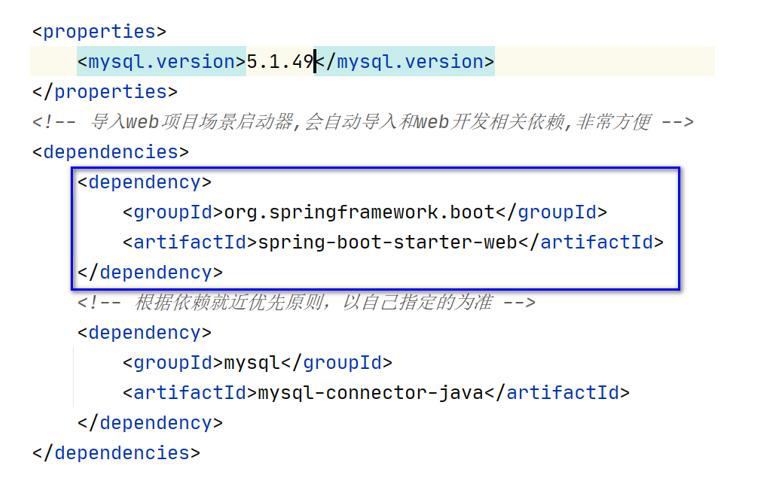 <properties>
<mysql.version>5.1.49</mysql.version>
</properties>
<!-- 导入web项目场景启动器,会自动导入和web开发相关依赖,非常方便 -->
<dependencies>
<dependency>
<groupId>org.springframework.boot</groupId>
<artifactId>spring-boot-starter-web</artifactId>
</dependency>
<!-- 根据依赖就近优先原则，以自己指定的为准 -->
<dependency>
<groupId>mysql</groupId>
<artifactId>mysql-connector-java</artifactId>
</dependency>
</dependencies>